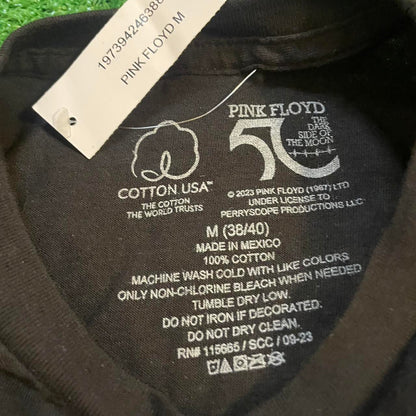 197394246386
PINK FLOYD M
COTTON USA™
THE COTTON
THE WORLD TRUSTS
PINK FLOYD
50
THE
DARK
SIDE OF
THE MOON
© 2023 PINK FLOYD (1987) LTD
UNDER LICENSE TO
PERRYSCOPE PRODUCTIONS LLC
M (38/40)
MADE IN MEXICO
100% COTTON
MACHINE WASH COLD WITH LIKE COLORS
ONLY NON-CHLORINE BLEACH WHEN NEEDED
TUMBLE DRY LOW.
DO NOT IRON IF DECORATED.
DO NOT DRY CLEAN.
RN# 115665 / SCC / 09-23